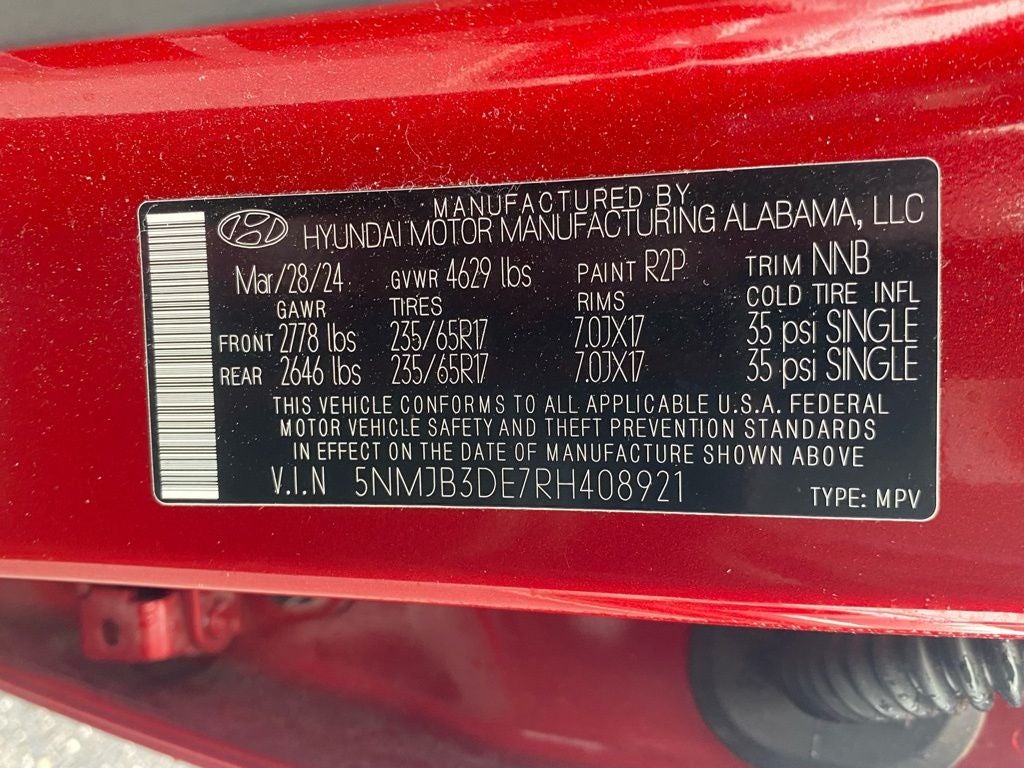 MANUFACTURED BY
HYUNDAI MOTOR MANUFACTURING ALABAMA, LLC
Mar/28/24 GVWR 4629 lbs PAINT R2P TRIM NNB
GAWR TIRES RIMS COLD TIRE INFL
FRONT 2778 lbs 235/65R17 7.0JX17 35 psi SINGLE
REAR 2646 lbs 235/65R17 7.0JX17 35 psi SINGLE
THIS VEHICLE CONFORMS TO ALL APPLICABLE U.S.A. FEDERAL
MOTOR VEHICLE SAFETY AND THEFT PREVENTION STANDARDS
IN EFFECT ON THE DATE OF MANUFACTURE SHOWN ABOVE
V.I.N 5NMJB3DE7RH408921 TYPE: MPV